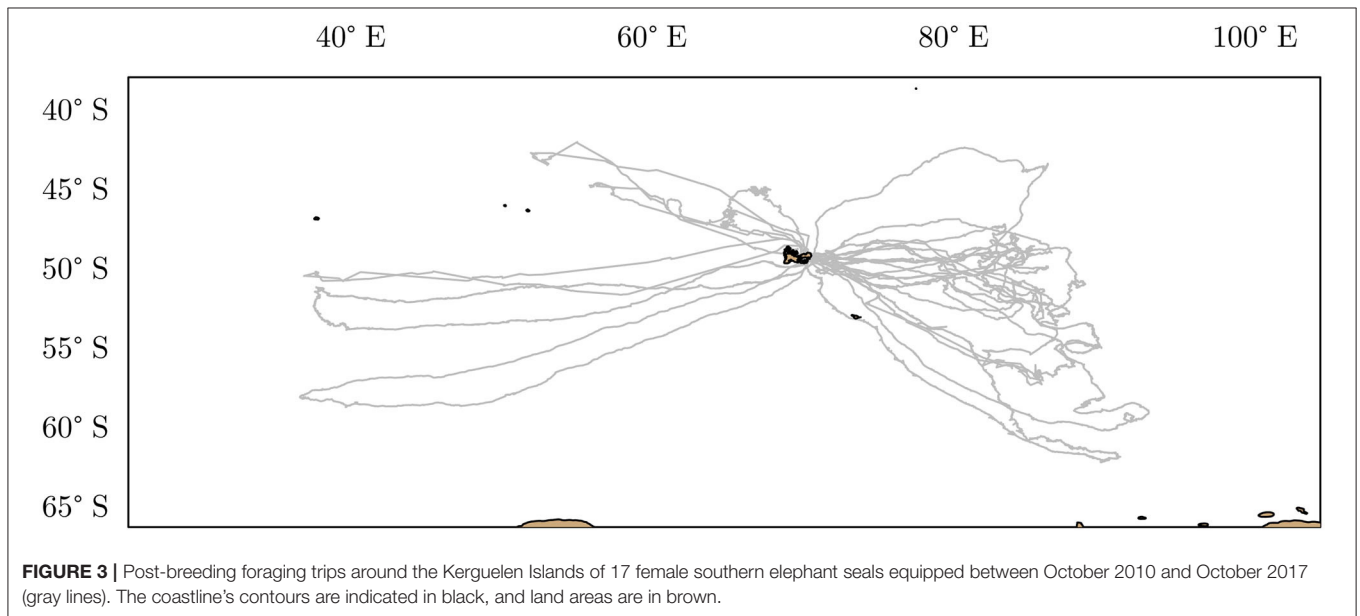 40° E 60° E 80° E 100° E
40° S
45° S
50° S
55° S
60° S
65° S
FIGURE 3 | Post-breeding foraging trips around the Kerguelen Islands of 17 female southern elephant seals equipped between October 2010 and October 2017
(gray lines). The coastline's contours are indicated in black, and land areas are in brown.